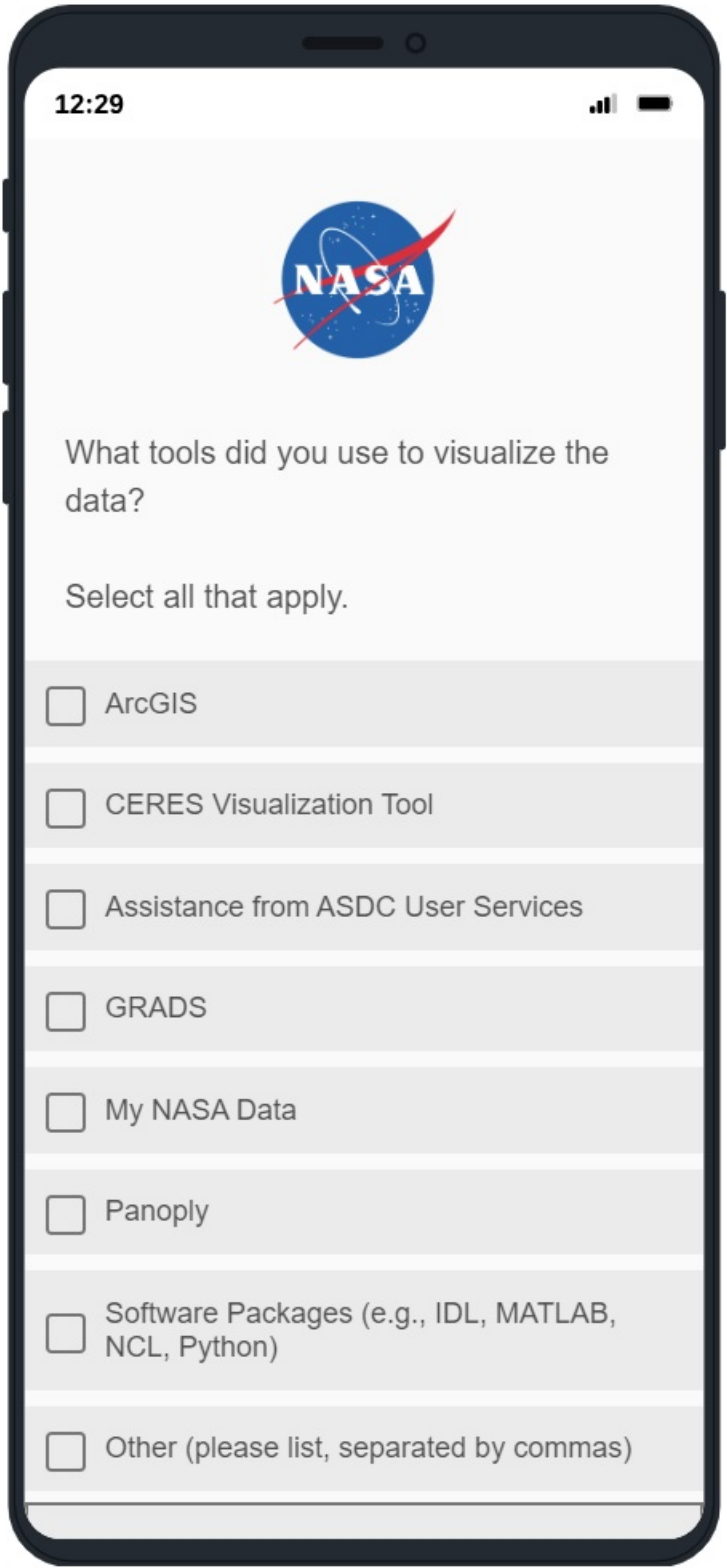 12:29
NASA
What tools did you use to visualize the
data?
Select all that apply.
ArcGIS
CERES Visualization Tool
Assistance from ASDC User Services
GRADS
My NASA Data
Panoply
Software Packages (e.g., IDL, MATLAB,
NCL, Python)
Other (please list, separated by commas)